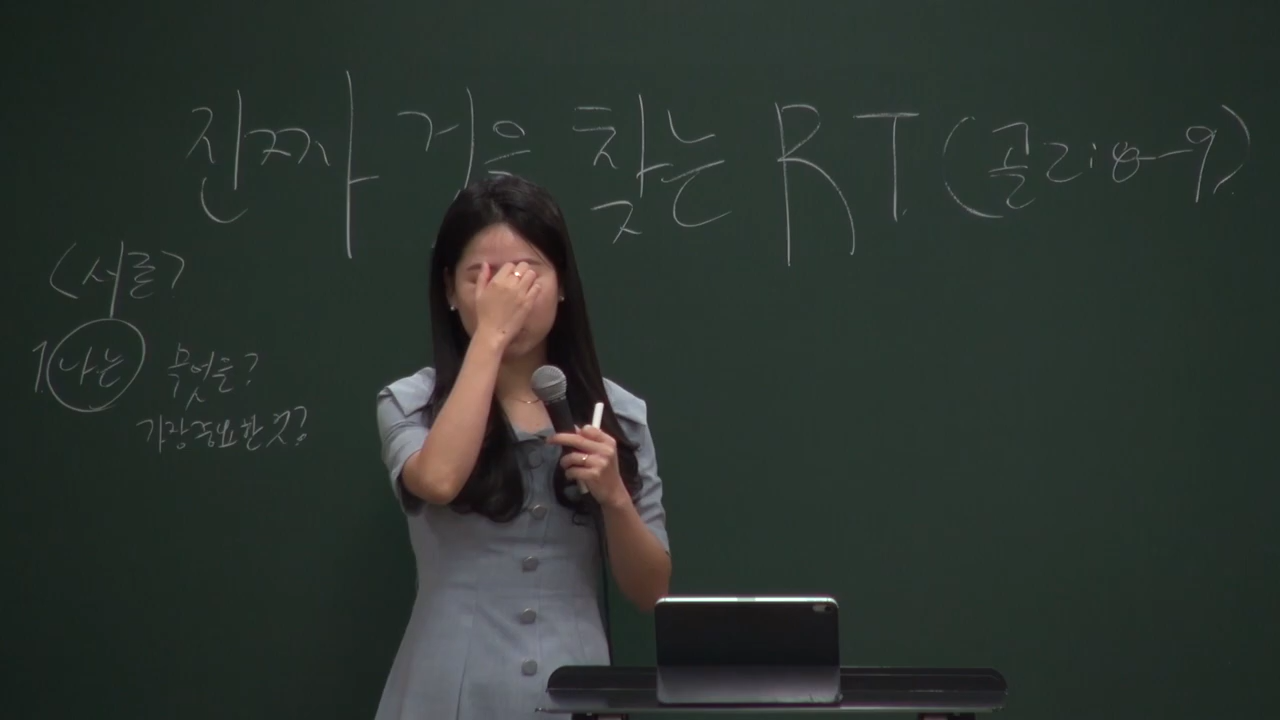 진짜 것을 찾는 RT (골2:8-9)
<서론>
1. 나는 무엇을?
가장 중요한 것?